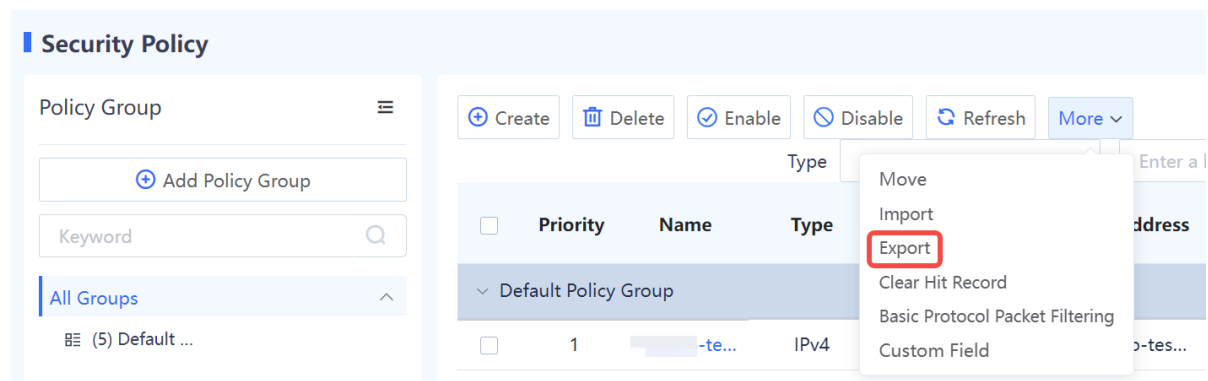 Security Policy
Policy Group
Create Delete Enable Disable Refresh More
Add Policy Group
Type Enter a
Keyword
Priority Name Type
Move
Import
Export
Clear Hit Record
Basic Protocol Packet Filtering
Custom Field
All Groups
Default Policy Group
(5) Default ...
1 -te... IPv4